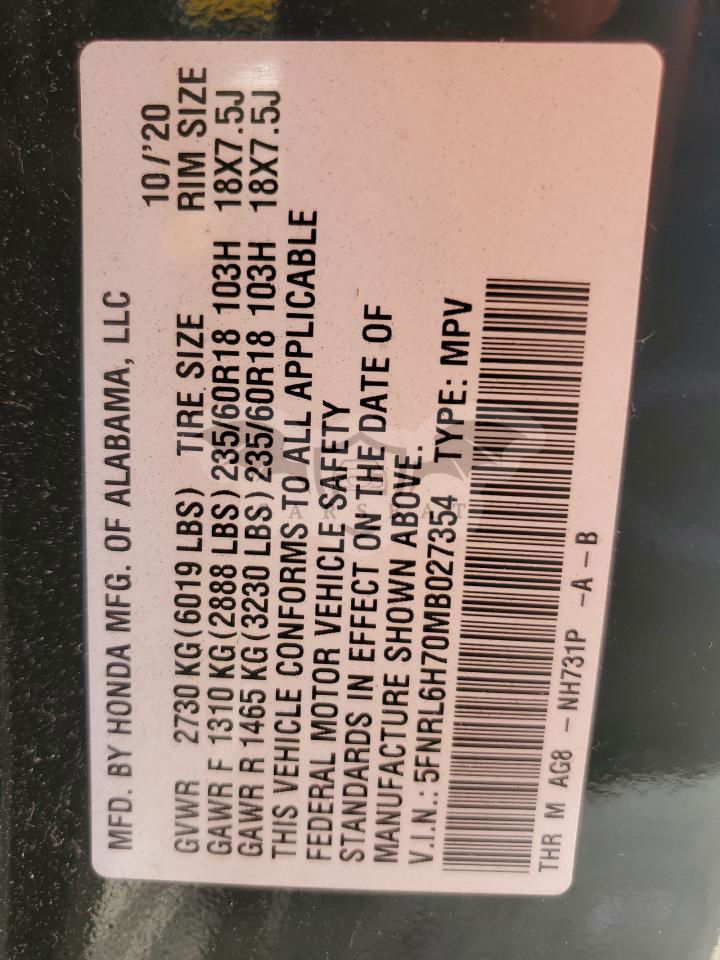 MFD. BY HONDA MFG. OF ALABAMA, LLC
10/'20
GVWR 2730 KG(6019 LBS) TIRE SIZE RIM SIZE
GAWR F 1310 KG(2888 LBS) 235/60R18 103H 18X7.5J
GAWR R 1465 KG(3230 LBS) 235/60R18 103H 18X7.5J
THIS VEHICLE CONFORMS TO ALL APPLICABLE
FEDERAL MOTOR VEHICLE SAFETY
STANDARDS IN EFFECT ON THE DATE OF
MANUFACTURE SHOWN ABOVE.
V.I.N.: 5FNRL6H70MB027354 TYPE: MPV
THR M AG8 - NH731P -A-B